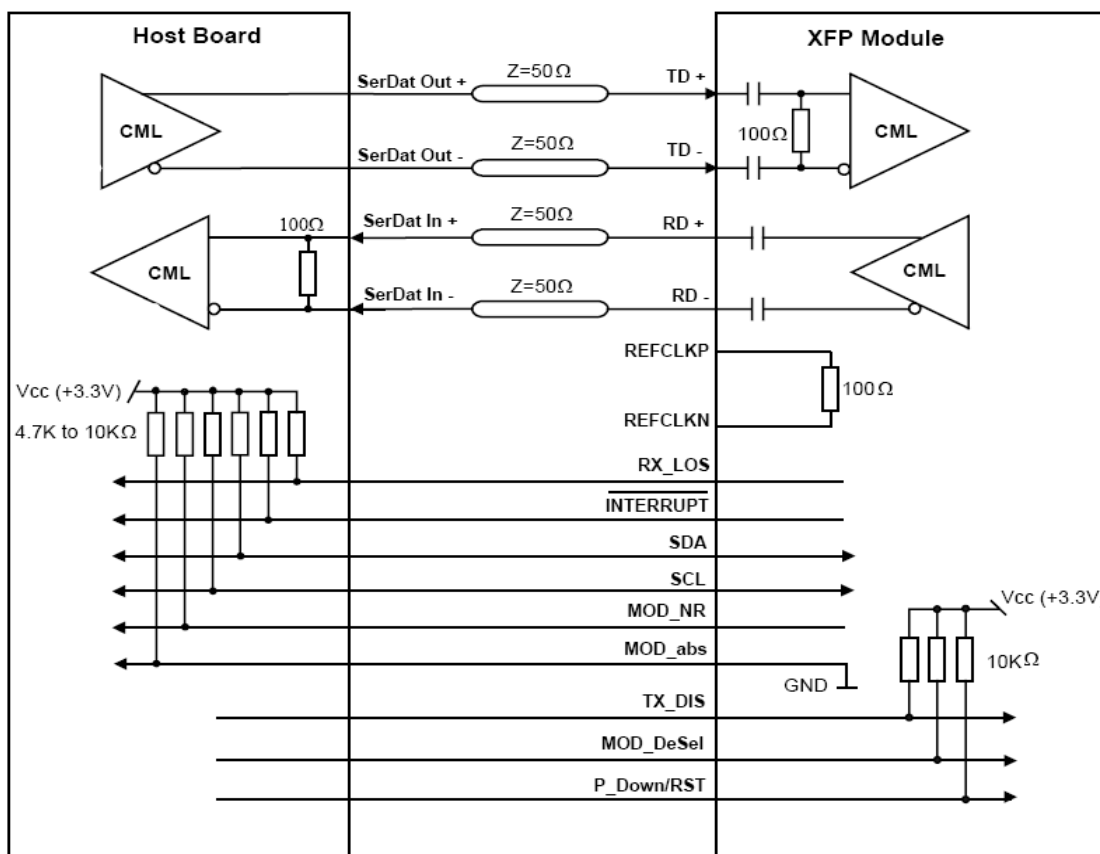 Host Board
XFP Module
SerDat Out +
Z=50Ω
TD +
CML
100Ω
CML
SerDat Out -
Z=50Ω
TD -
100Ω
SerDat In +
Z=50Ω
RD +
CML
CML
SerDat In -
Z=50Ω
RD -
REFCLKP
100Ω
REFCLKN
Vcc (+3.3V)
4.7K to 10KΩ
RX_LOS
INTERRUPT
SDA
SCL
MOD_NR
Vcc (+3.3V
MOD_abs
10KΩ
GND
TX_DIS
MOD_DeSel
P_Down/RST